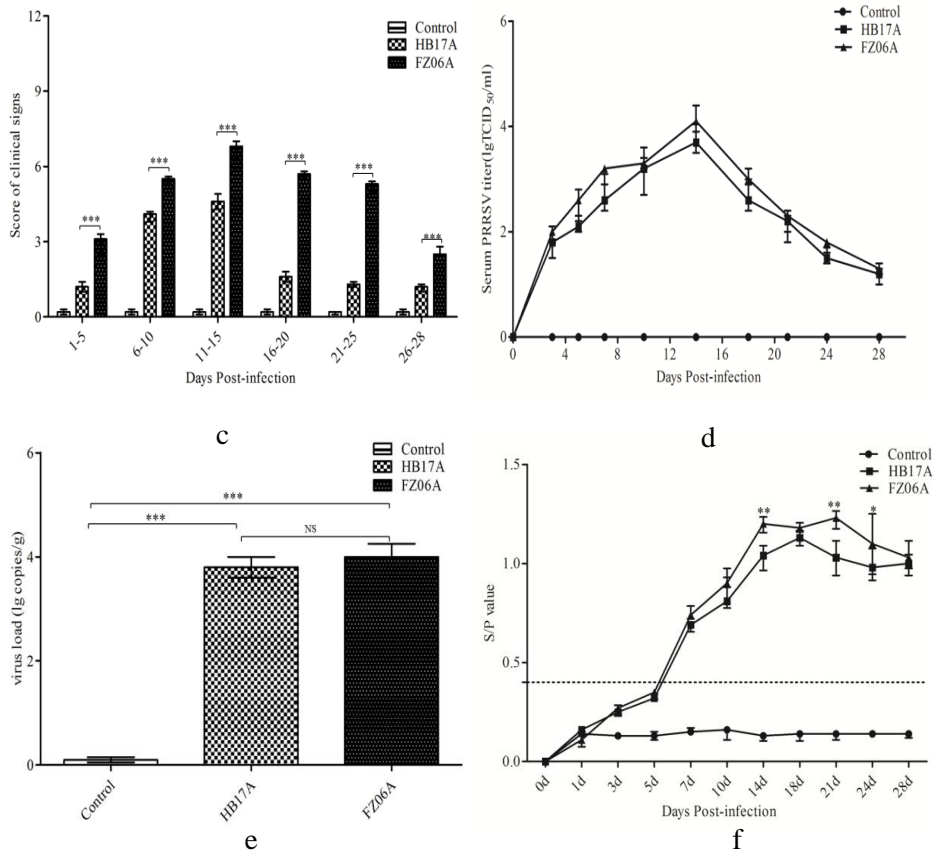 12
9
6
3
0
Score of clinical signs
Control
HB17A
FZ06A
***
***
***
***
***
***
1-5
6-10
11-15
16-20
21-25
26-28
Days Post-infection
c
6
4
2
0
Serum PRRSV titer(lgTCID 50/ml)
Control
HB17A
FZ06A
0
4
8
12
16
20
24
28
Days Post-infection
d
6
4
2
0
virus load (lg copies/g)
Control
HB17A
FZ06A
***
***
NS
Control
HB17A
FZ06A
e
1.5
1.0
0.5
0.0
S/P value
Control
HB17A
FZ06A
**
**
*
0d
1d
3d
5d
7d
10d
14d
18d
21d
24d
28d
Days Post-infection
f